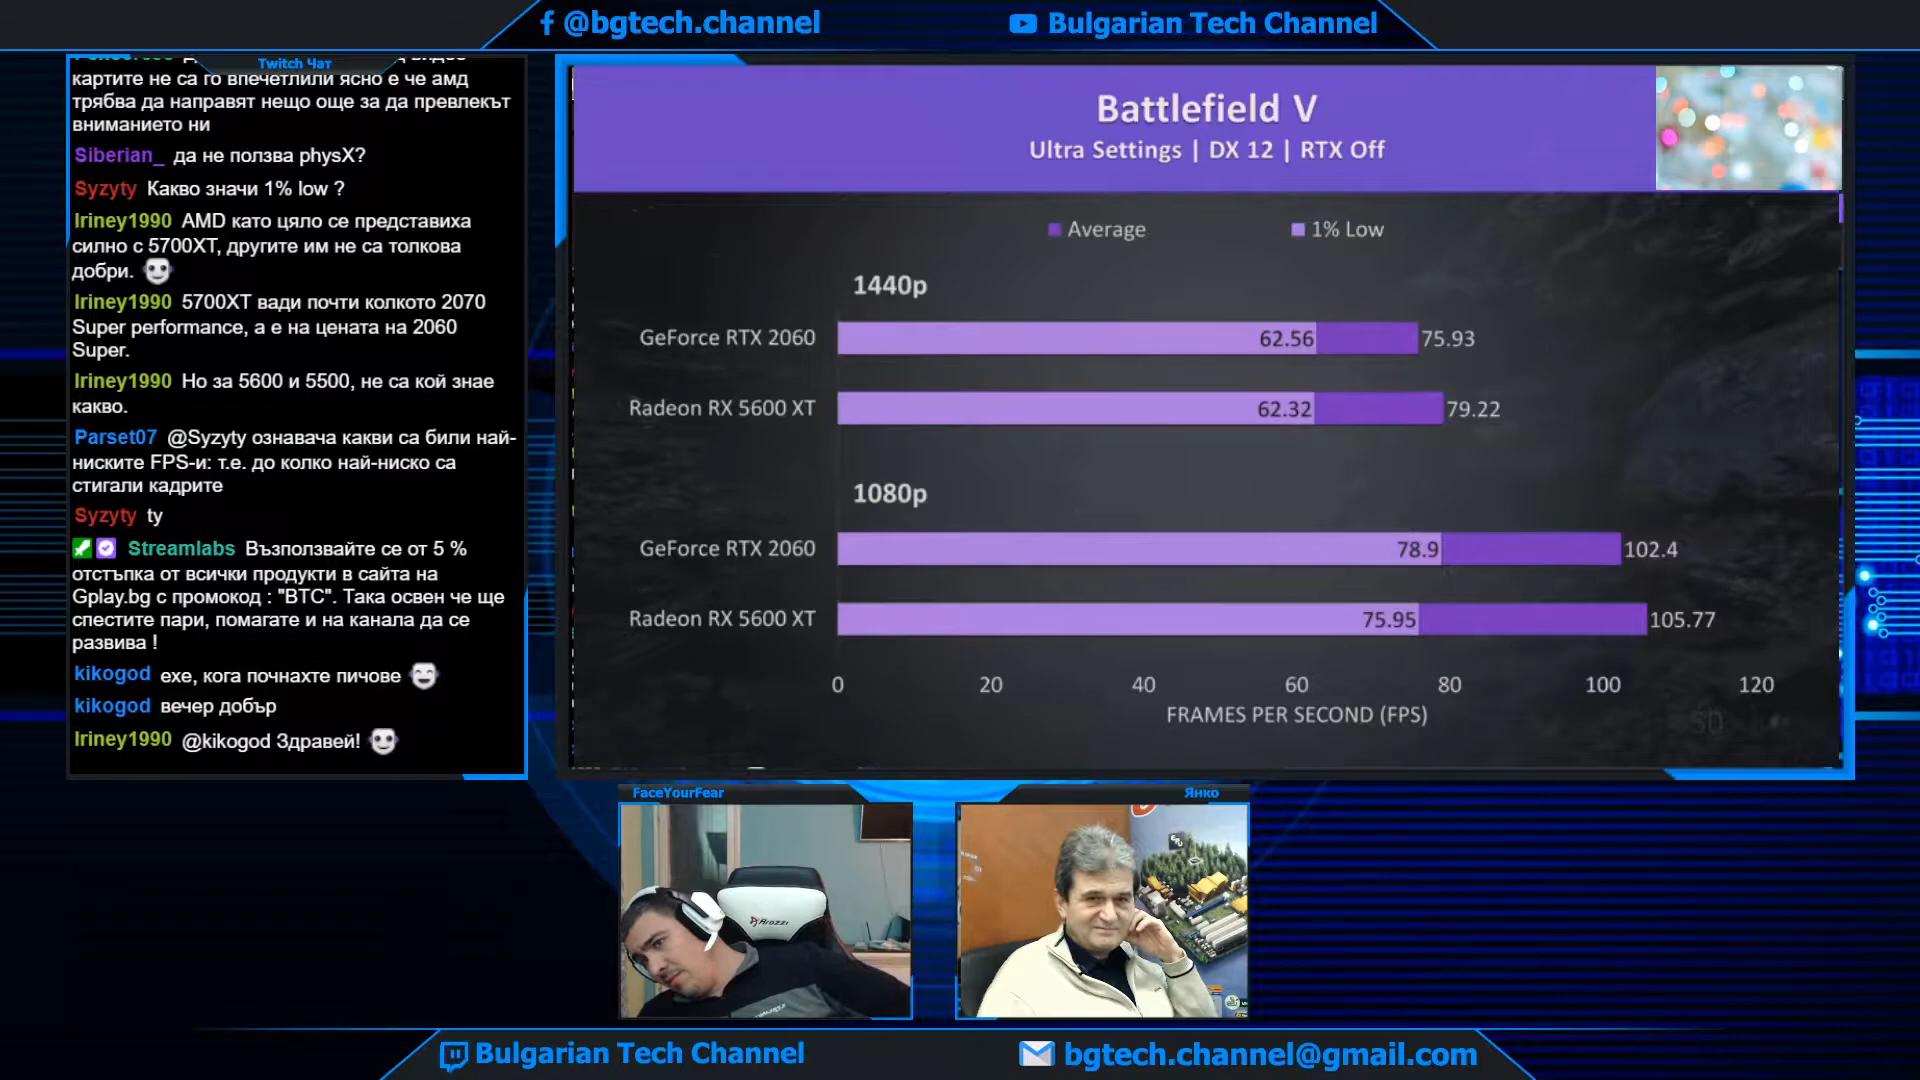 @bgtech.channel
Bulgarian Tech Channel
Twitch Чат
картите не са го впечетлили ясно е че амд
трябва да направят нещо още за да превлекът
вниманието ни
Siberian_ да не ползва physX?
Syzyty Какво значи 1% low ?
Iriney1990 AMD като цяло се представиха
силно с 5700XT, другите им не са толкова
добри.
Iriney1990 5700XT вади почти колкото 2070
Super performance, а е на цената на 2060
Super.
Iriney1990 Но за 5600 и 5500, не са кой знае
какво.
Parset07 @Syzyty ознавача какви са били най-
ниските FPS-и: т.е. до колко най-ниско са
стигали кадрите
Syzyty ty
Streamlabs Възползвайте се от 5 %
отстъпка от всички продукти в сайта на
Gplay.bg с промокод : "BTC". Така освен че ще
спестите пари, помагате и на канала да се
развива !
kikogod ехе, кога почнахте пичове
kikogod вечер добър
Iriney1990 @kikogod Здравей!
Battlefield V
Ultra Settings | DX 12 | RTX Off
Average
1% Low
1440p
GeForce RTX 2060 62.56 75.93
Radeon RX 5600 XT 62.32 79.22
1080p
GeForce RTX 2060 78.9 102.4
Radeon RX 5600 XT 75.95 105.77
0 20 40 60 80 100 120
FRAMES PER SECOND (FPS)
FaceYourFear
Янко
Arozzi
Bulgarian Tech Channel
bgtech.channel@gmail.com